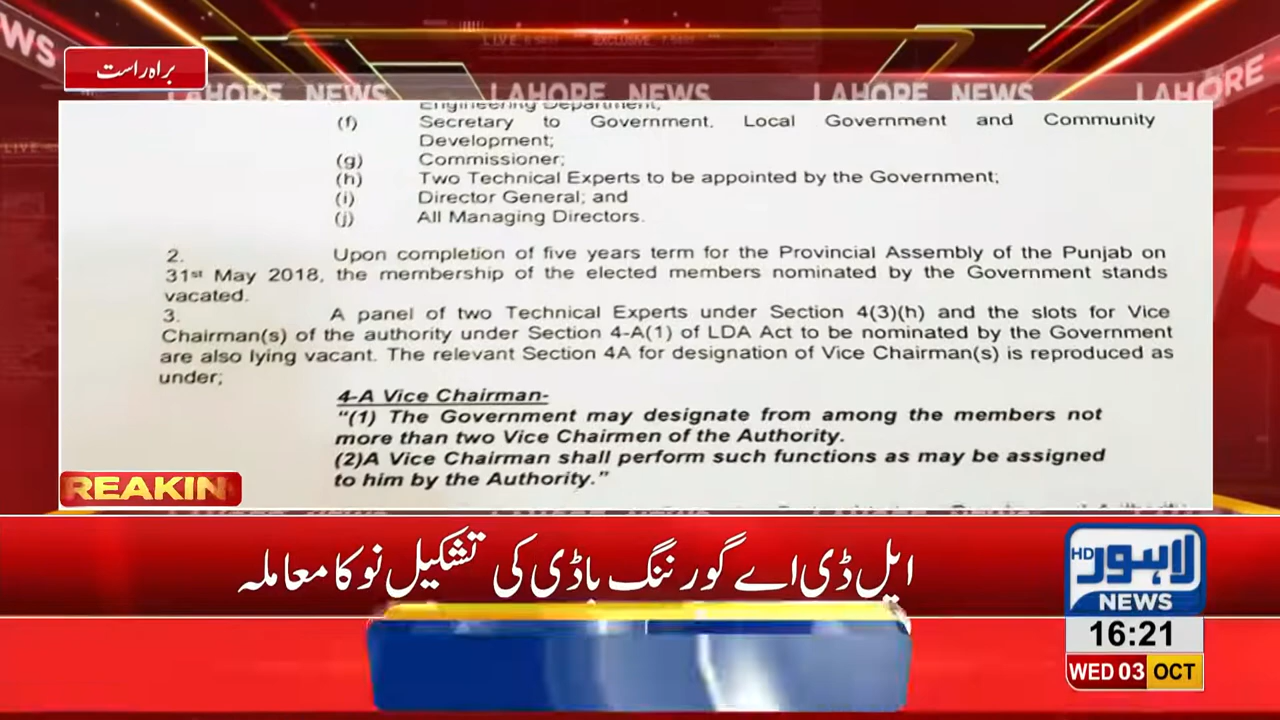 براہ راست
LAHORE NEWS LAHORE NEWS LAHORE NEWS LAHORE
Engineering Department;
(f) Secretary to Government, Local Government and Community
Development;
(g) Commissioner;
(h) Two Technical Experts to be appointed by the Government;
(i) Director General; and
(j) All Managing Directors.
2. Upon completion of five years term for the Provincial Assembly of the Punjab on
31st May 2018, the membership of the elected members nominated by the Government stands
vacated.
3. A panel of two Technical Experts under Section 4(3)(h) and the slots for Vice
Chairman(s) of the authority under Section 4-A(1) of LDA Act to be nominated by the Government
are also lying vacant. The relevant Section 4A for designation of Vice Chairman(s) is reproduced as
under;
4-A Vice Chairman-
"(1) The Government may designate from among the members not
more than two Vice Chairmen of the Authority.
(2)A Vice Chairman shall perform such functions as may be assigned
to him by the Authority."
REAKIN
ایل ڈی اے گورننگ باڈی کی تشکیل نو کا معاملہ
HD لاہور
NEWS
16:21
WED 03 OCT